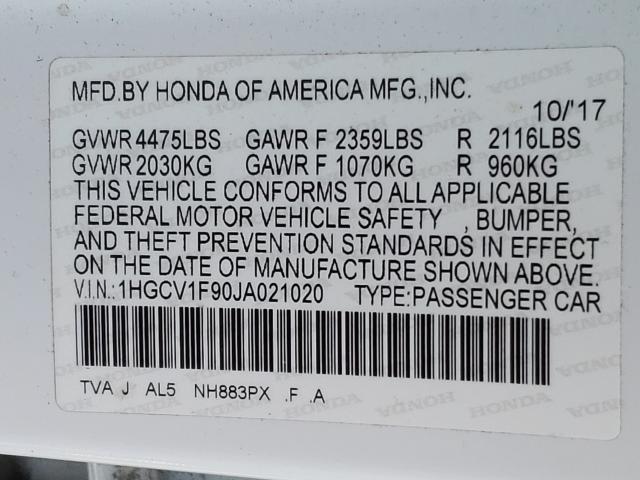 MFD.BY HONDA OF AMERICA MFG.,INC.
10/'17
GVWR 4475LBS GAWR F 2359LBS R 2116LBS
GVWR 2030KG GAWR F 1070KG R 960KG
THIS VEHICLE CONFORMS TO ALL APPLICABLE
FEDERAL MOTOR VEHICLE SAFETY , BUMPER,
AND THEFT PREVENTION STANDARDS IN EFFECT
ON THE DATE OF MANUFACTURE SHOWN ABOVE.
V.I.N.:1HGCV1F90JA021020 TYPE:PASSENGER CAR
TVA J AL5 NH883PX .F .A